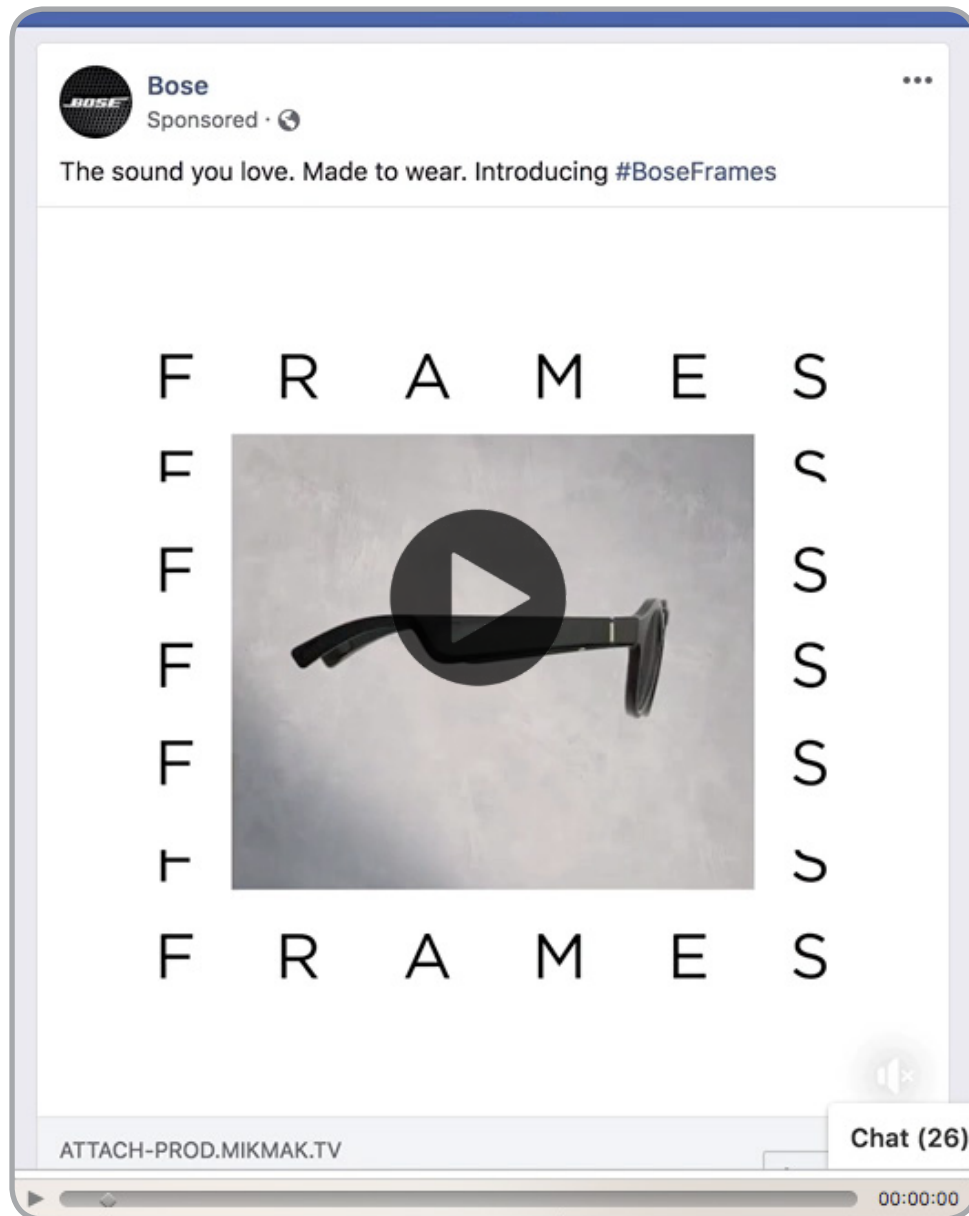 Bose
BOSE
Sponsored ·
The sound you love. Made to wear. Introducing #BoseFrames
F R A M E S
F S
F S
F S
F S
F S
F R A M E S
ATTACH-PROD.MIKMAK.TV
Chat (26)
00:00:00